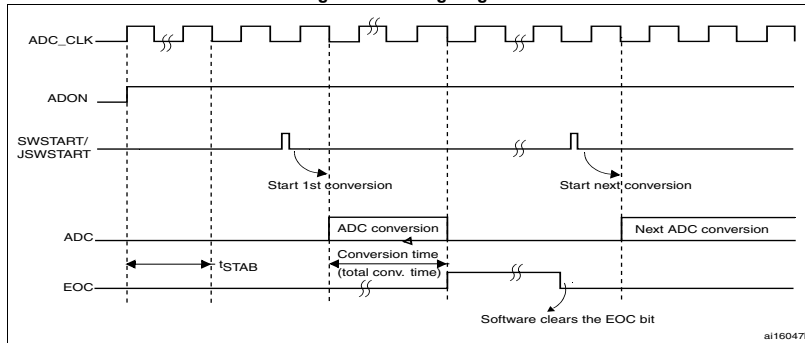 ADC_CLK
ADON
SWSTART/
JSWSTART
Start 1st conversion
Start next conversion
ADC
ADC conversion
Next ADC conversion
Conversion time
(total conv. time)
tSTAB
EOC
Software clears the EOC bit